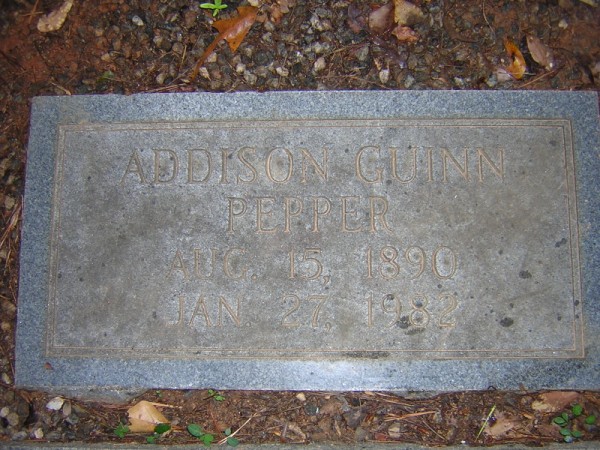 ADDISON GUINN
PEPPER
AUG. 15, 1890
JAN. 27, 1982